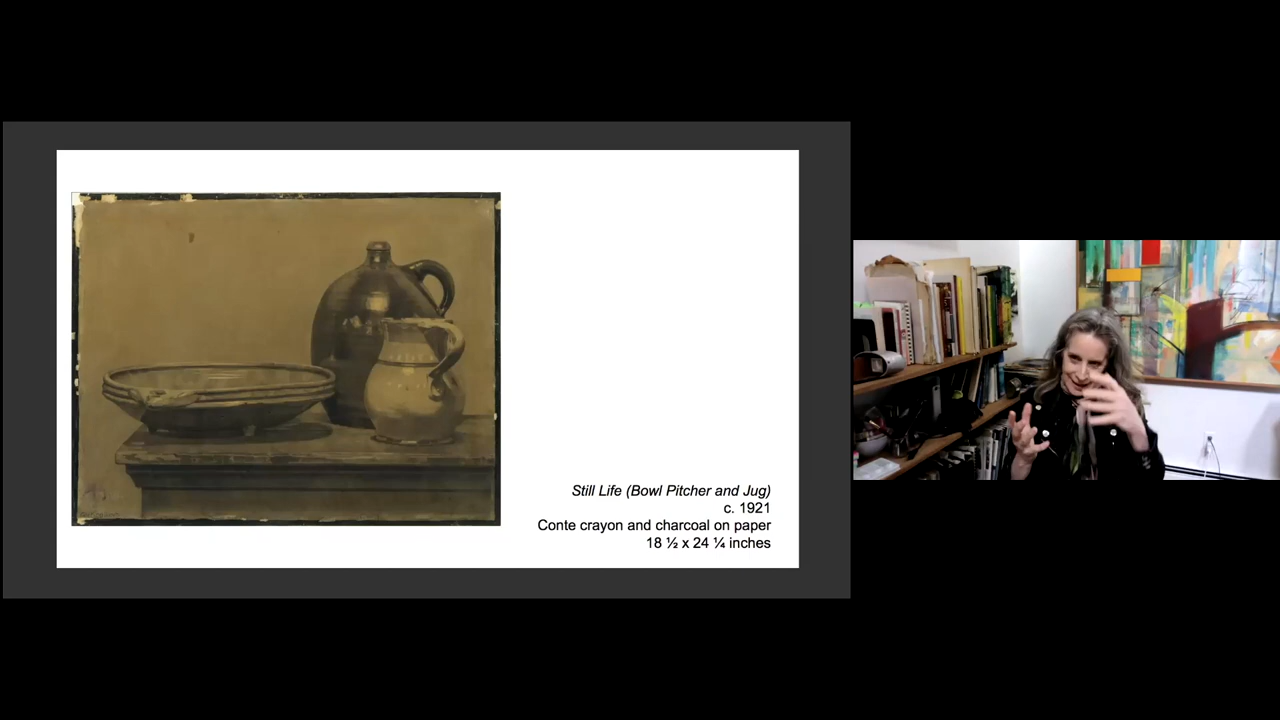 Still Life (Bowl Pitcher and Jug)
c. 1921
Conte crayon and charcoal on paper
18 ½ x 24 ¼ inches